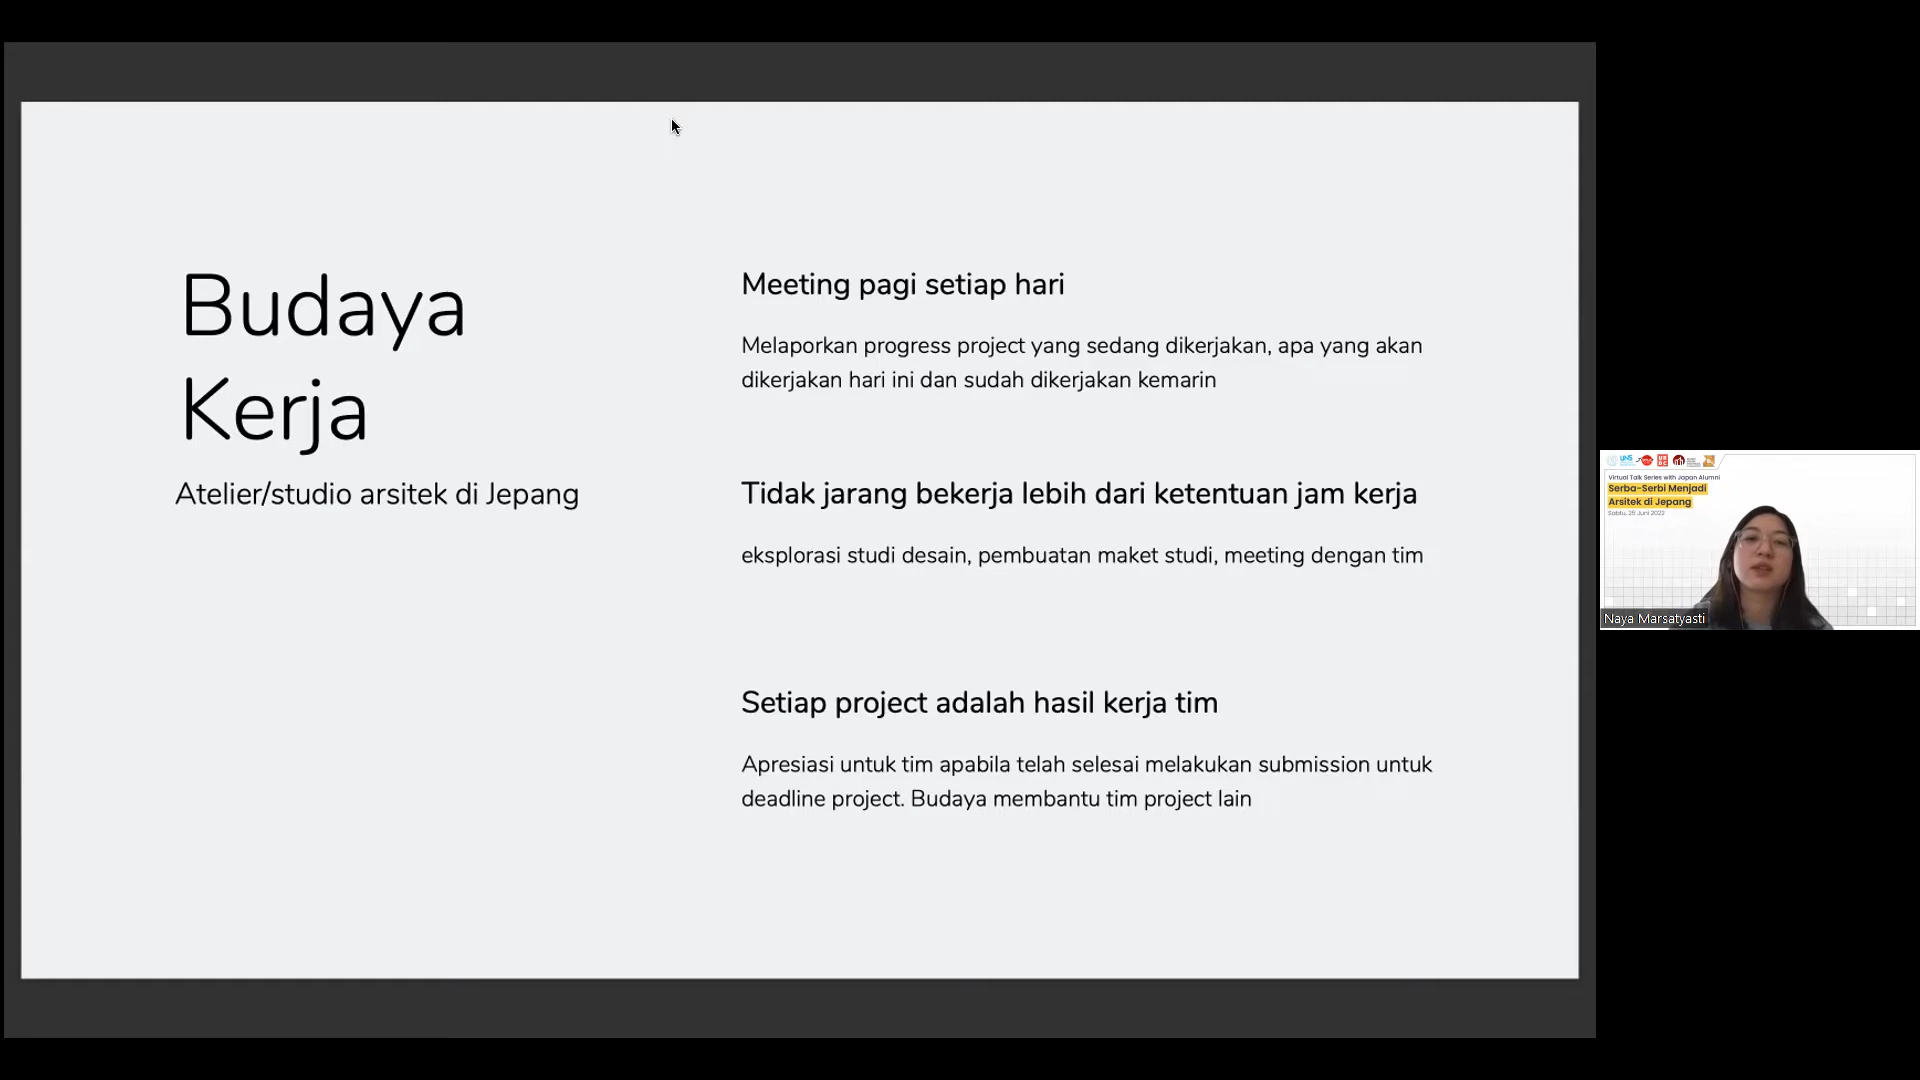 Budaya
Kerja
Atelier/studio arsitek di Jepang
Meeting pagi setiap hari
Melaporkan progress project yang sedang dikerjakan, apa yang akan
dikerjakan hari ini dan sudah dikerjakan kemarin
Tidak jarang bekerja lebih dari ketentuan jam kerja
eksplorasi studi desain, pembuatan maket studi, meeting dengan tim
Setiap project adalah hasil kerja tim
Apresiasi untuk tim apabila telah selesai melakukan submission untuk
deadline project. Budaya membantu tim project lain
UNS
Virtual Talk Series with Japan Alumni
Serba-Serbi Menjadi
Arsitek di Jepang
Sabtu, 25 Juni 2022
Naya Marsatyasti